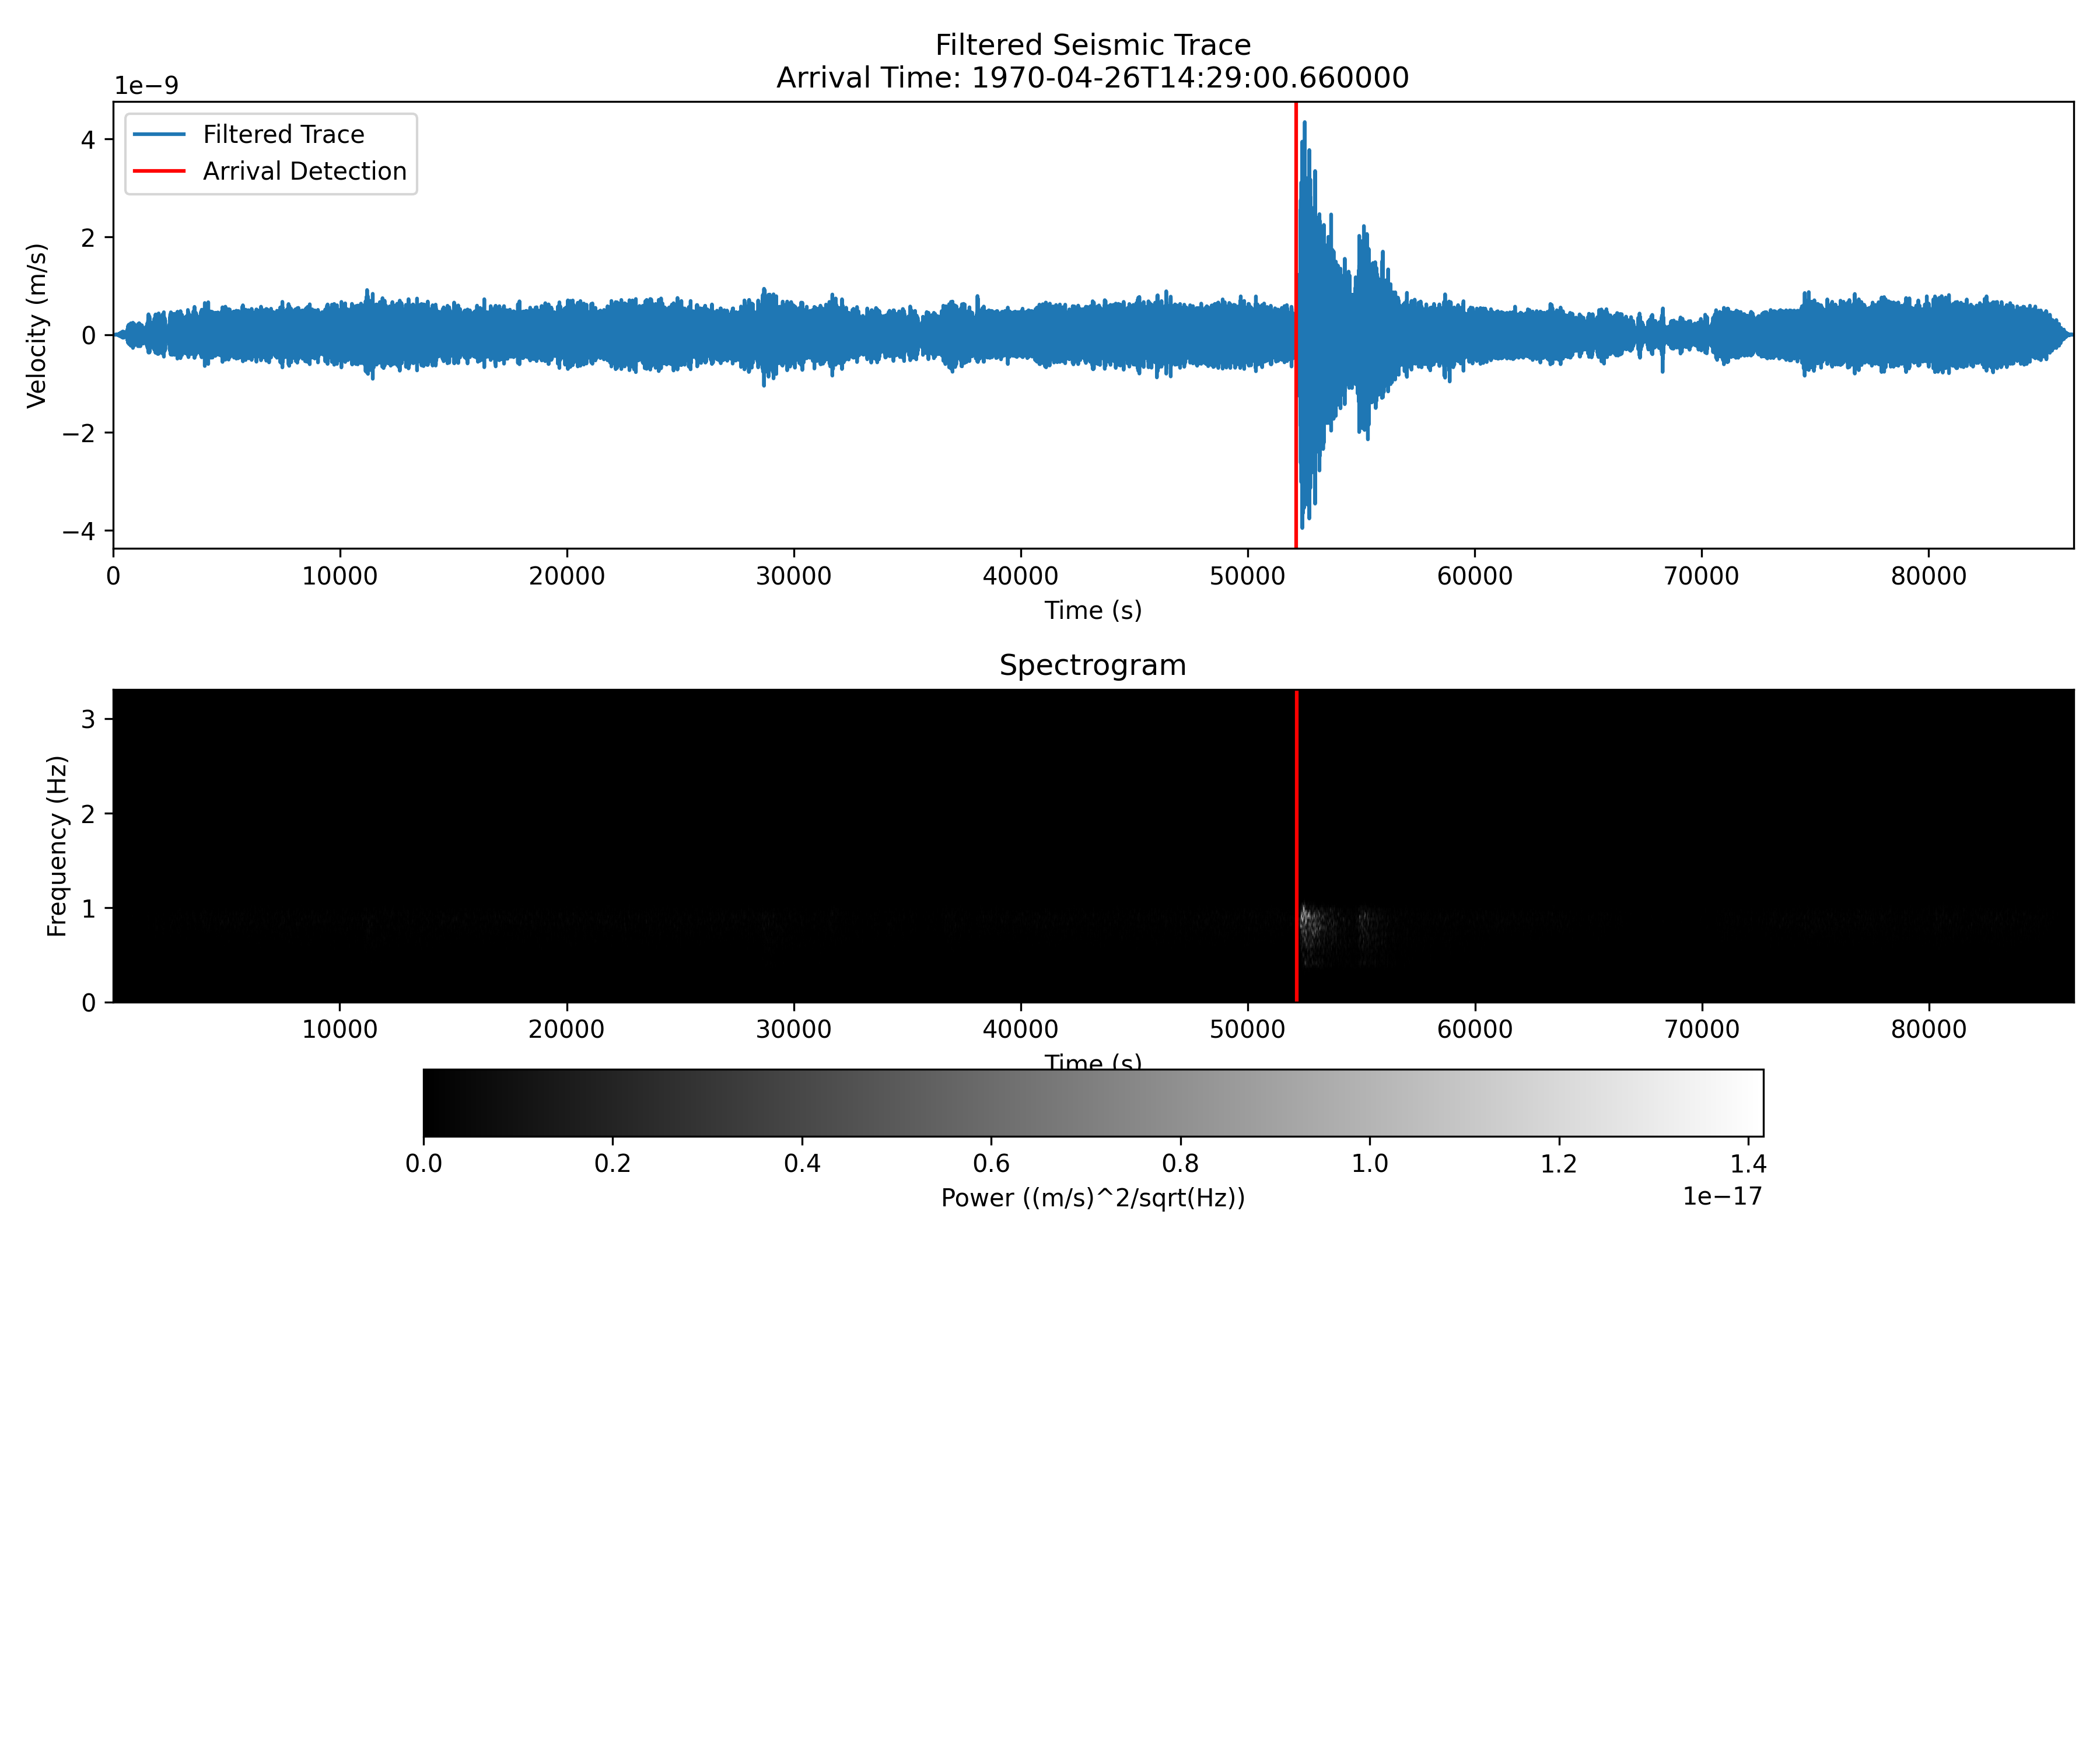 Filtered Seismic Trace
Arrival Time: 1970-04-26T14:29:00.660000
1e−9
Filtered Trace
Arrival Detection
Velocity (m/s)
4
2
0
−2
−4
0 10000 20000 30000 40000 50000 60000 70000 80000
Time (s)
Spectrogram
Frequency (Hz)
3
2
1
0
10000 20000 30000 40000 50000 60000 70000 80000
Time (s)
0.0 0.2 0.4 0.6 0.8 1.0 1.2 1.4
1e−17
Power ((m/s)^2/sqrt(Hz))